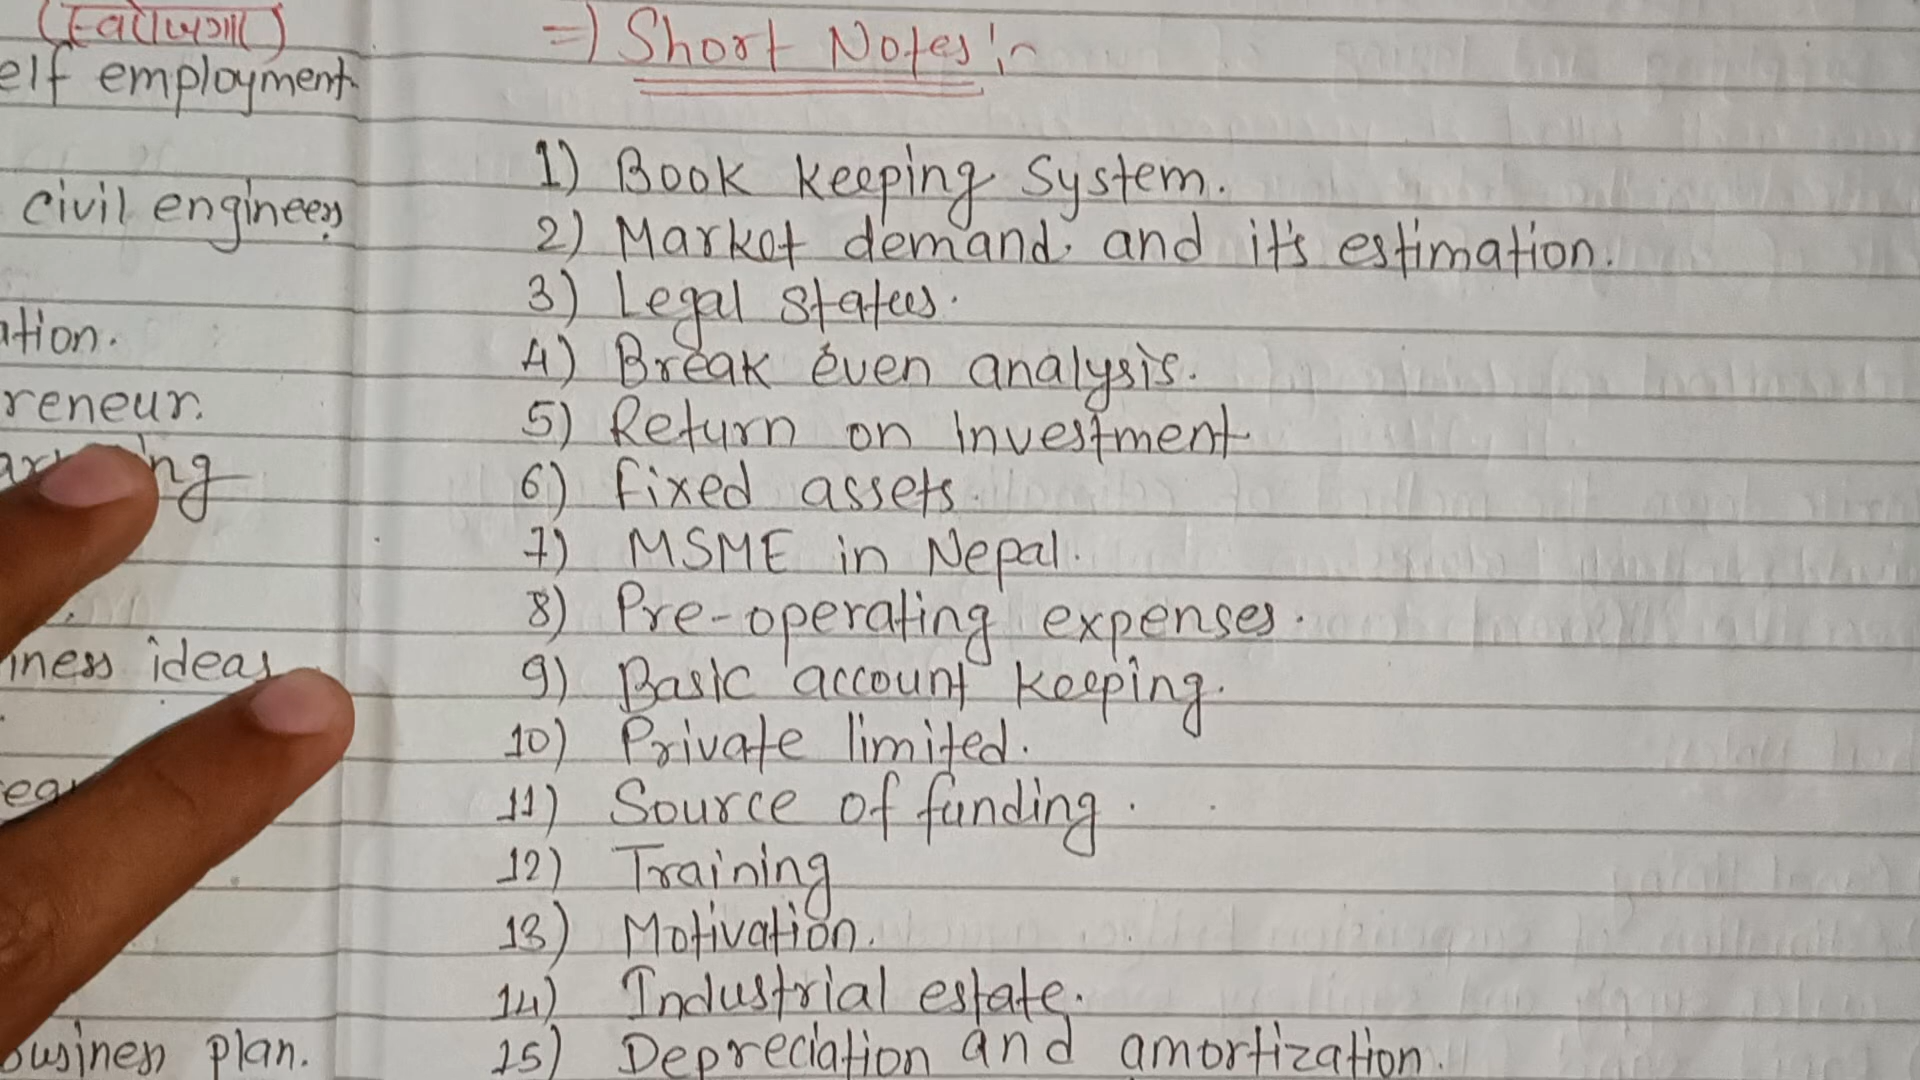 elf employment
civil engineers
ation.
reneur.
ng
iness ideas
business plan.
=) Short Notes :~
1) Book keeping System.
2) Market demand and it's estimation.
3) Legal states.
4) Break even analysis.
5) Return on investment
6) fixed assets.
7) MSME in Nepal.
8) Pre-operating expenses.
9) Basic account keeping.
10) Private limited.
11) Source of funding.
12) Training
13) Motivation.
14) Industrial estate.
15) Depreciation and amortization.